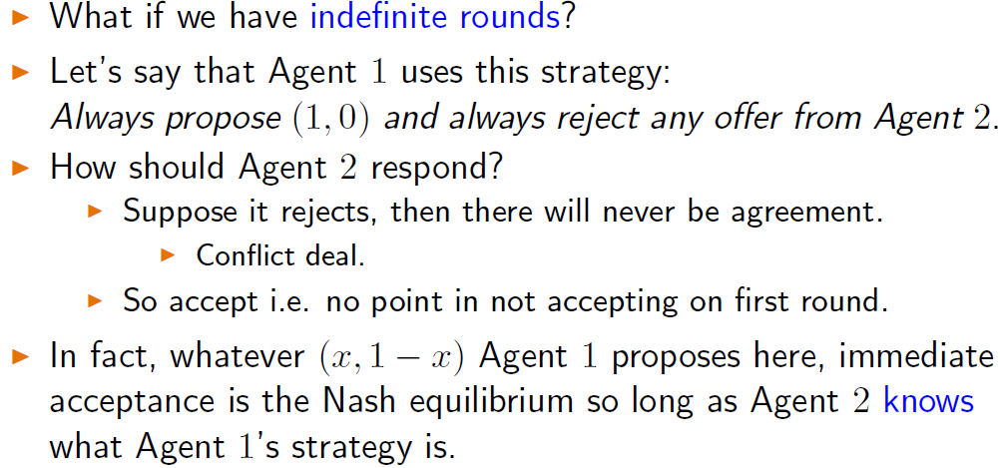 ► What if we have indefinite rounds?
► Let's say that Agent 1 uses this strategy:
Always propose (1, 0) and always reject any offer from Agent 2.
► How should Agent 2 respond?
► Suppose it rejects, then there will never be agreement.
► Conflict deal.
► So accept i.e. no point in not accepting on first round.
► In fact, whatever (x, 1 − x) Agent 1 proposes here, immediate
acceptance is the Nash equilibrium so long as Agent 2 knows
what Agent 1's strategy is.